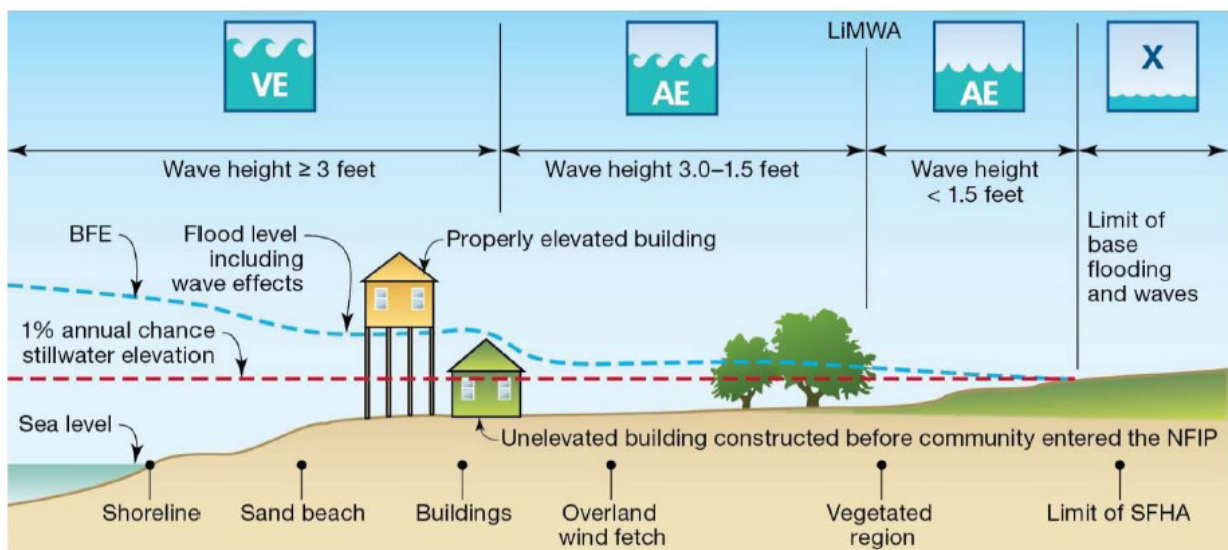 VE
AE
LiMWA
AE
X
Wave height ≥ 3 feet
Wave height 3.0–1.5 feet
Wave height
< 1.5 feet
BFE
Flood level
including
wave effects
Properly elevated building
Limit of
base
flooding
and waves
1% annual chance
stillwater elevation
Sea level
Unelevated building constructed before community entered the NFIP
Shoreline
Sand beach
Buildings
Overland
wind fetch
Vegetated
region
Limit of SFHA